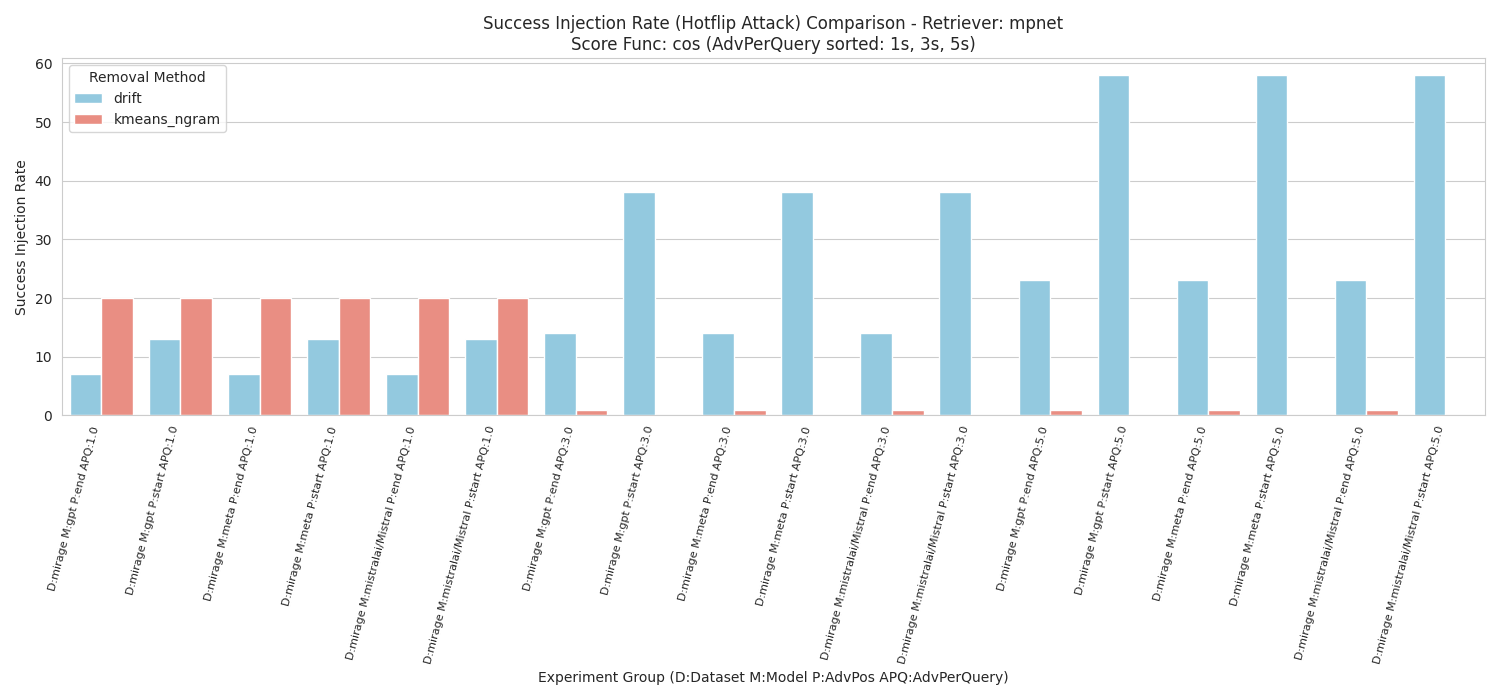 Success Injection Rate (Hotflip Attack) Comparison - Retriever: mpnet
Score Func: cos (AdvPerQuery sorted: 1s, 3s, 5s)
Removal Method
drift
kmeans_ngram
Success Injection Rate
60
50
40
30
20
10
0
D:mirage M:gpt P:end APQ:1.0
D:mirage M:gpt P:start APQ:1.0
D:mirage M:meta P:end APQ:1.0
D:mirage M:meta P:start APQ:1.0
D:mirage M:mistralai/Mistral P:end APQ:1.0
D:mirage M:mistralai/Mistral P:start APQ:1.0
D:mirage M:gpt P:end APQ:3.0
D:mirage M:gpt P:start APQ:3.0
D:mirage M:meta P:end APQ:3.0
D:mirage M:meta P:start APQ:3.0
D:mirage M:mistralai/Mistral P:end APQ:3.0
D:mirage M:mistralai/Mistral P:start APQ:3.0
D:mirage M:gpt P:end APQ:5.0
D:mirage M:gpt P:start APQ:5.0
D:mirage M:meta P:end APQ:5.0
D:mirage M:meta P:start APQ:5.0
D:mirage M:mistralai/Mistral P:end APQ:5.0
D:mirage M:mistralai/Mistral P:start APQ:5.0
Experiment Group (D:Dataset M:Model P:AdvPos APQ:AdvPerQuery)